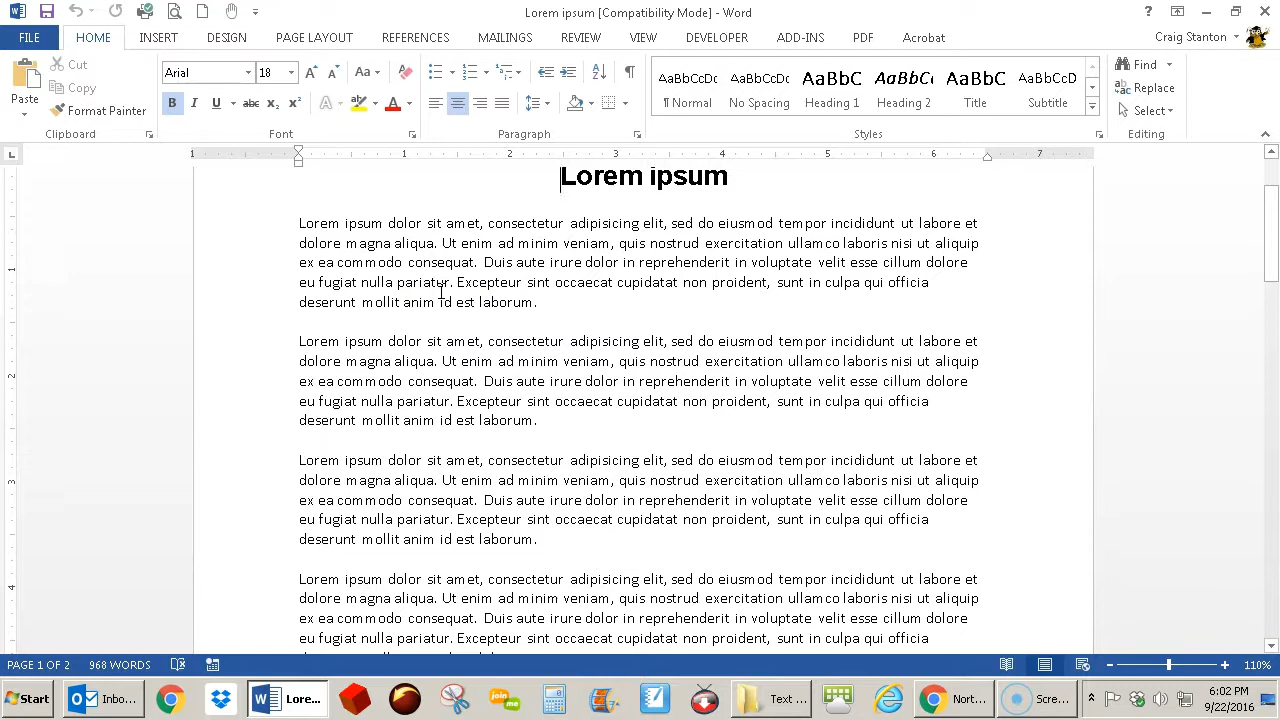 Lorem ipsum [Compatibility Mode] - Word
FILE HOME INSERT DESIGN PAGE LAYOUT REFERENCES MAILINGS REVIEW VIEW DEVELOPER ADD-INS PDF Acrobat Craig Stanton
Paste
Cut
Copy
Format Painter
Clipboard
Arial 18
Font
Paragraph
AaBbCcDc AaBbCcDc AaBbC AaBbCc AaBbC AaBbCcD
¶ Normal No Spacing Heading 1 Heading 2 Title
Styles
Find
Replace
Select
Editing
1 1 2 3 4 5 6 7
Lorem ipsum
Lorem ipsum dolor sit amet, consectetur adipisicing elit, sed do eiusmod tempor incididunt ut labore et
dolore magna aliqua. Ut enim ad minim veniam, quis nostrud exercitation ullamco laboris nisi ut aliquip
ex ea commodo consequat. Duis aute irure dolor in reprehenderit in voluptate velit esse cillum dolore
eu fugiat nulla pariatur. Excepteur sint occaecat cupidatat non proident, sunt in culpa qui officia
deserunt mollit anim id est laborum.
Lorem ipsum dolor sit amet, consectetur adipisicing elit, sed do eiusmod tempor incididunt ut labore et
dolore magna aliqua. Ut enim ad minim veniam, quis nostrud exercitation ullamco laboris nisi ut aliquip
ex ea commodo consequat. Duis aute irure dolor in reprehenderit in voluptate velit esse cillum dolore
eu fugiat nulla pariatur. Excepteur sint occaecat cupidatat non proident, sunt in culpa qui officia
deserunt mollit anim id est laborum.
Lorem ipsum dolor sit amet, consectetur adipisicing elit, sed do eiusmod tempor incididunt ut labore et
dolore magna aliqua. Ut enim ad minim veniam, quis nostrud exercitation ullamco laboris nisi ut aliquip
ex ea commodo consequat. Duis aute irure dolor in reprehenderit in voluptate velit esse cillum dolore
eu fugiat nulla pariatur. Excepteur sint occaecat cupidatat non proident, sunt in culpa qui officia
deserunt mollit anim id est laborum.
Lorem ipsum dolor sit amet, consectetur adipisicing elit, sed do eiusmod tempor incididunt ut labore et
dolore magna aliqua. Ut enim ad minim veniam, quis nostrud exercitation ullamco laboris nisi ut aliquip
ex ea commodo consequat. Duis aute irure dolor in reprehenderit in voluptate velit esse cillum dolore
eu fugiat nulla pariatur. Excepteur sint occaecat cupidatat non proident, sunt in culpa qui officia
PAGE 1 OF 2 968 WORDS 110%
Start Inbo... Lore... Text ... Nort... Scre... 6:02 PM
9/22/2016